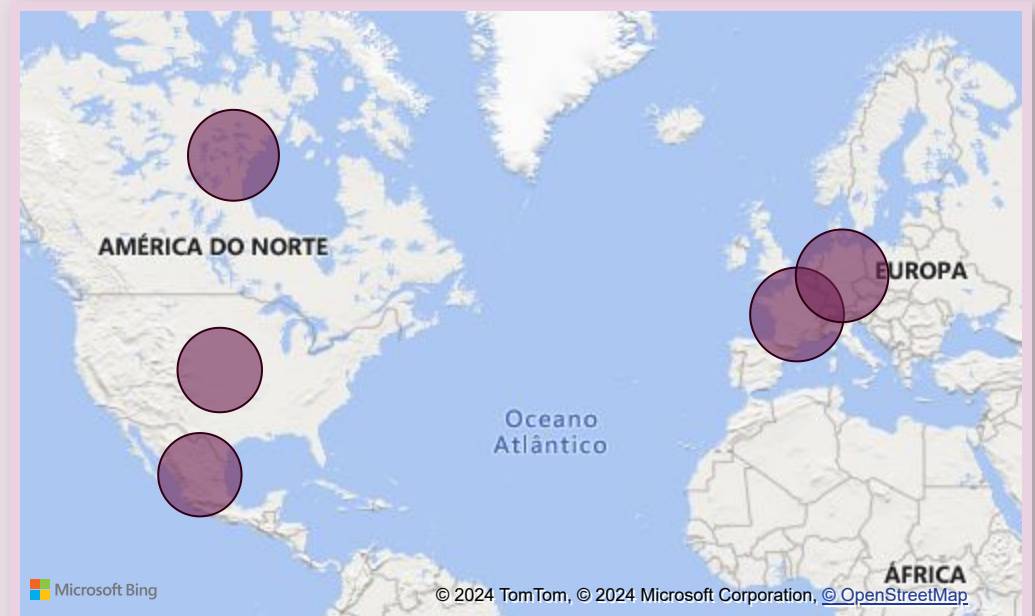 AMÉRICA DO NORTE
EUROPA
Oceano
Atlântico
ÁFRICA
Microsoft Bing
© 2024 TomTom, © 2024 Microsoft Corporation, © OpenStreetMap